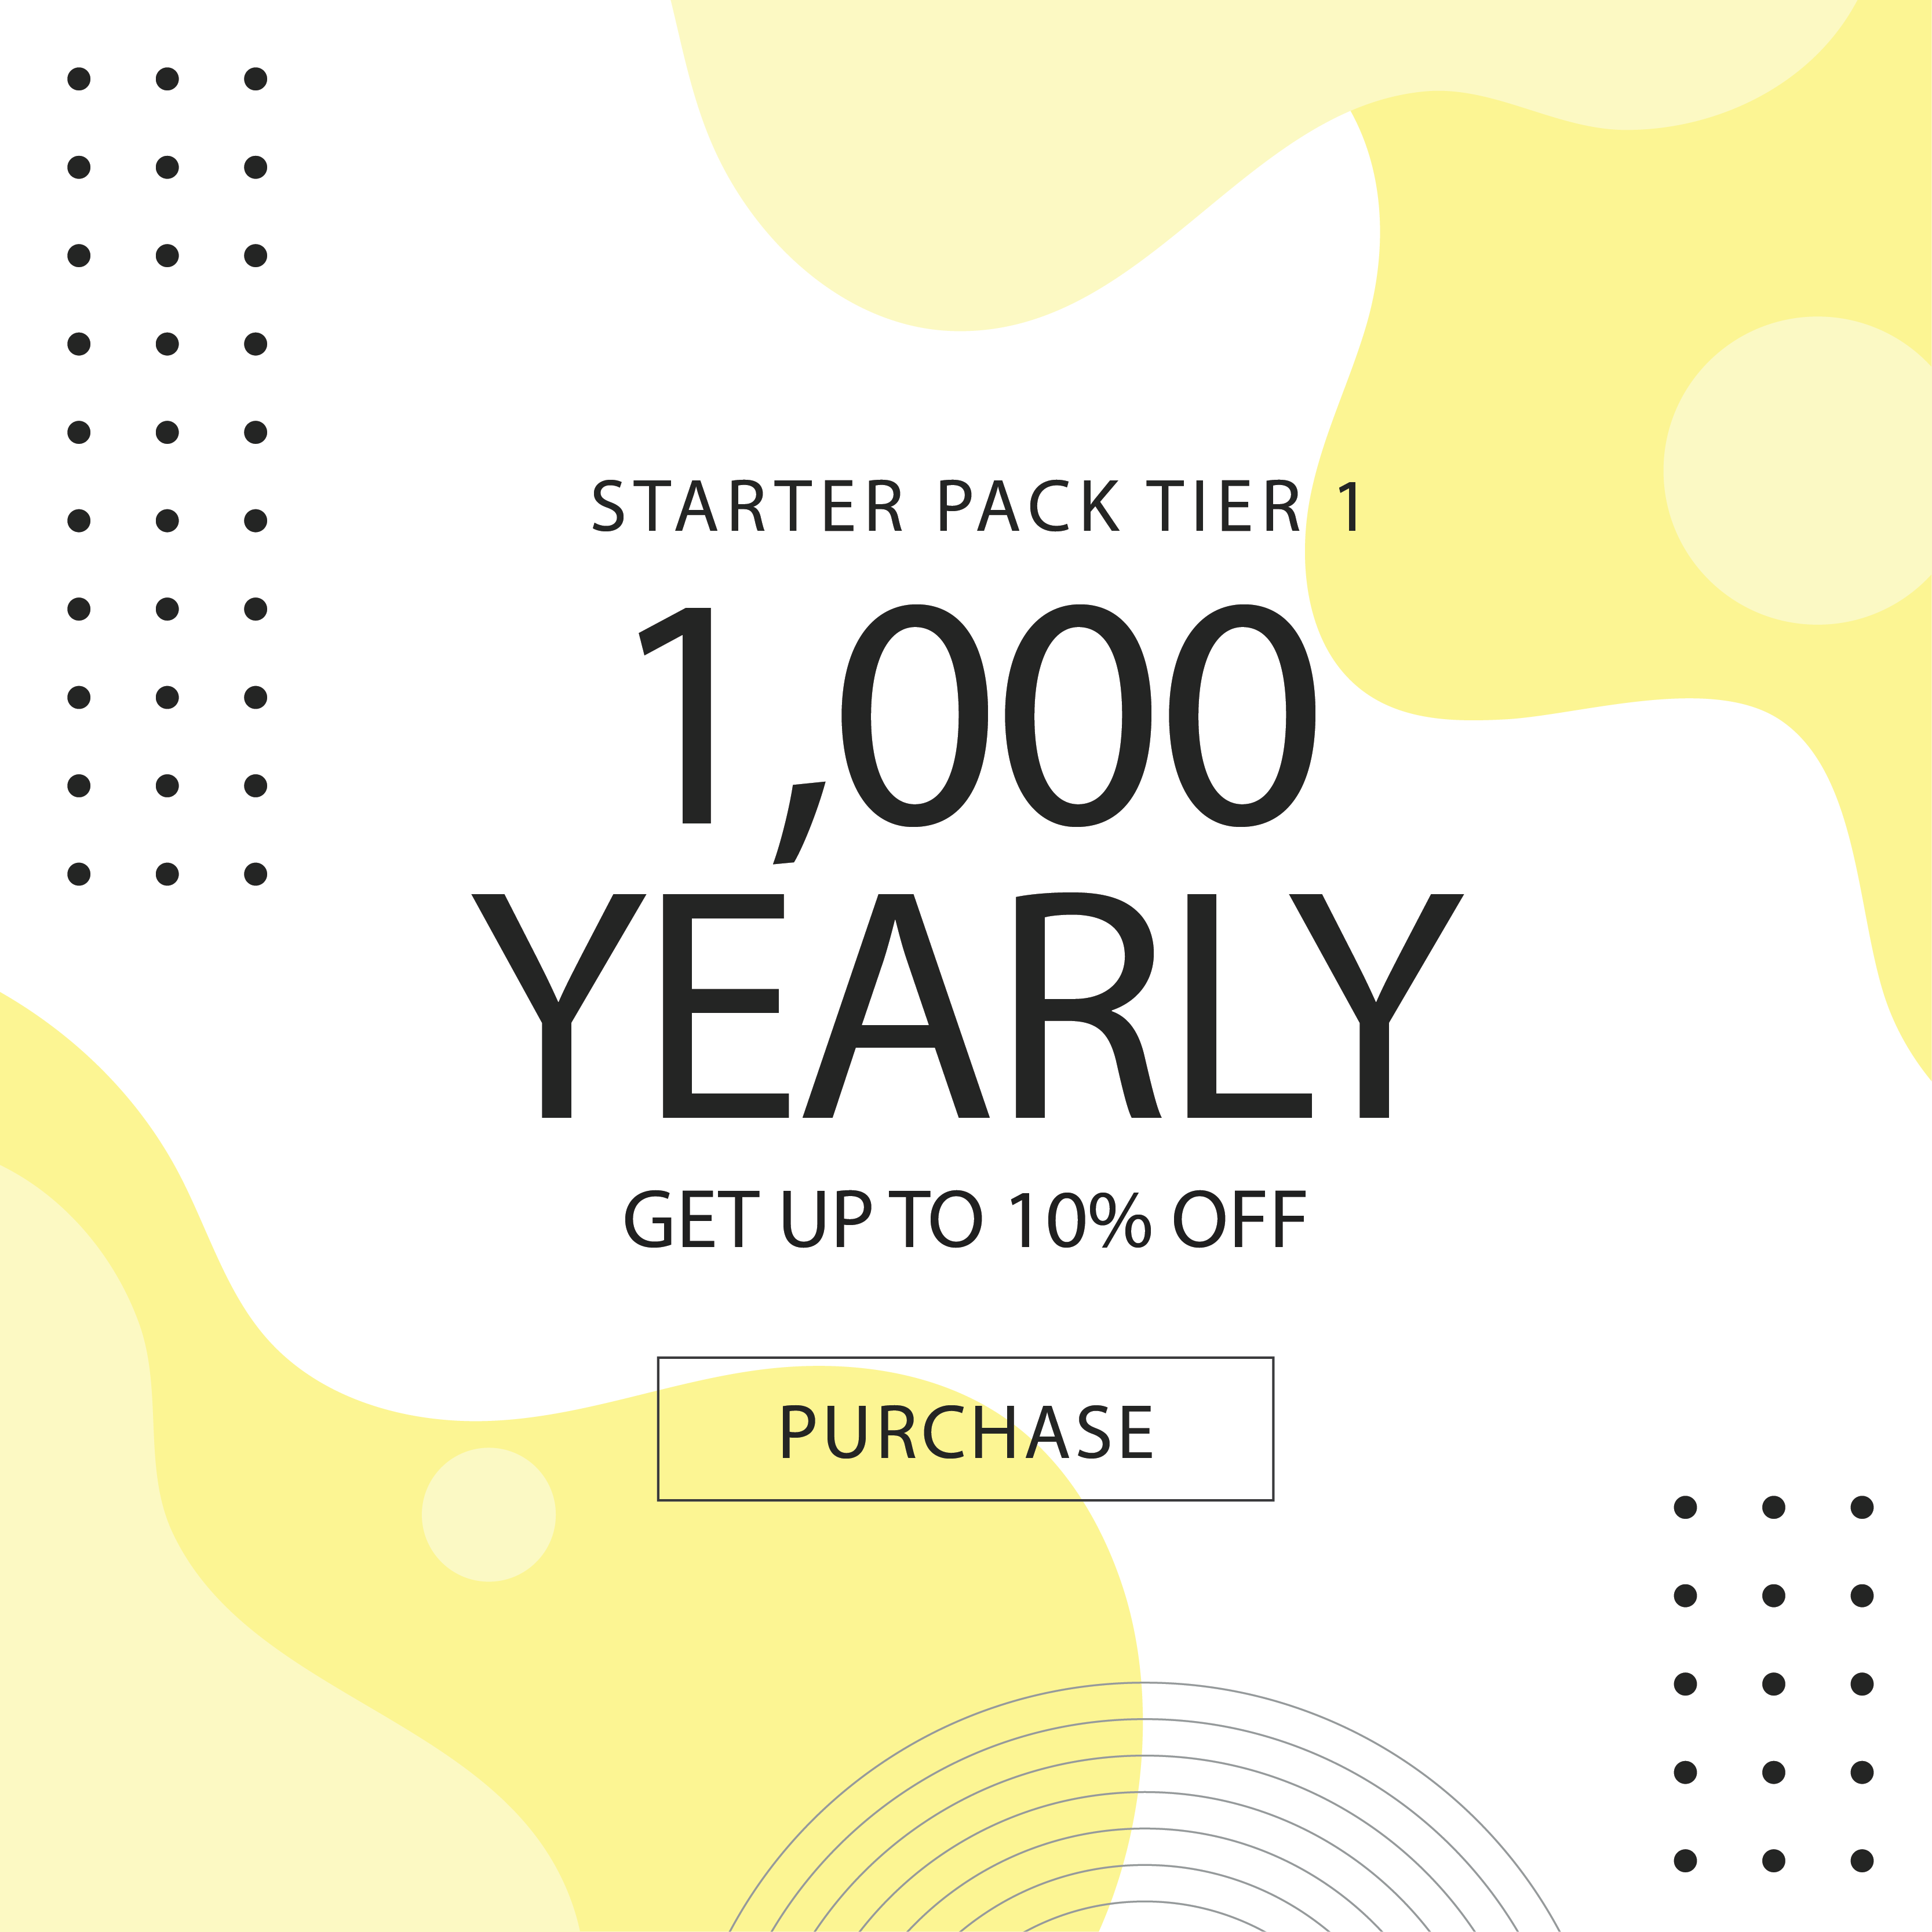 STARTER PACK TIER 1
1,000
YEARLY
GET UP TO 10% OFF
PURCHASE